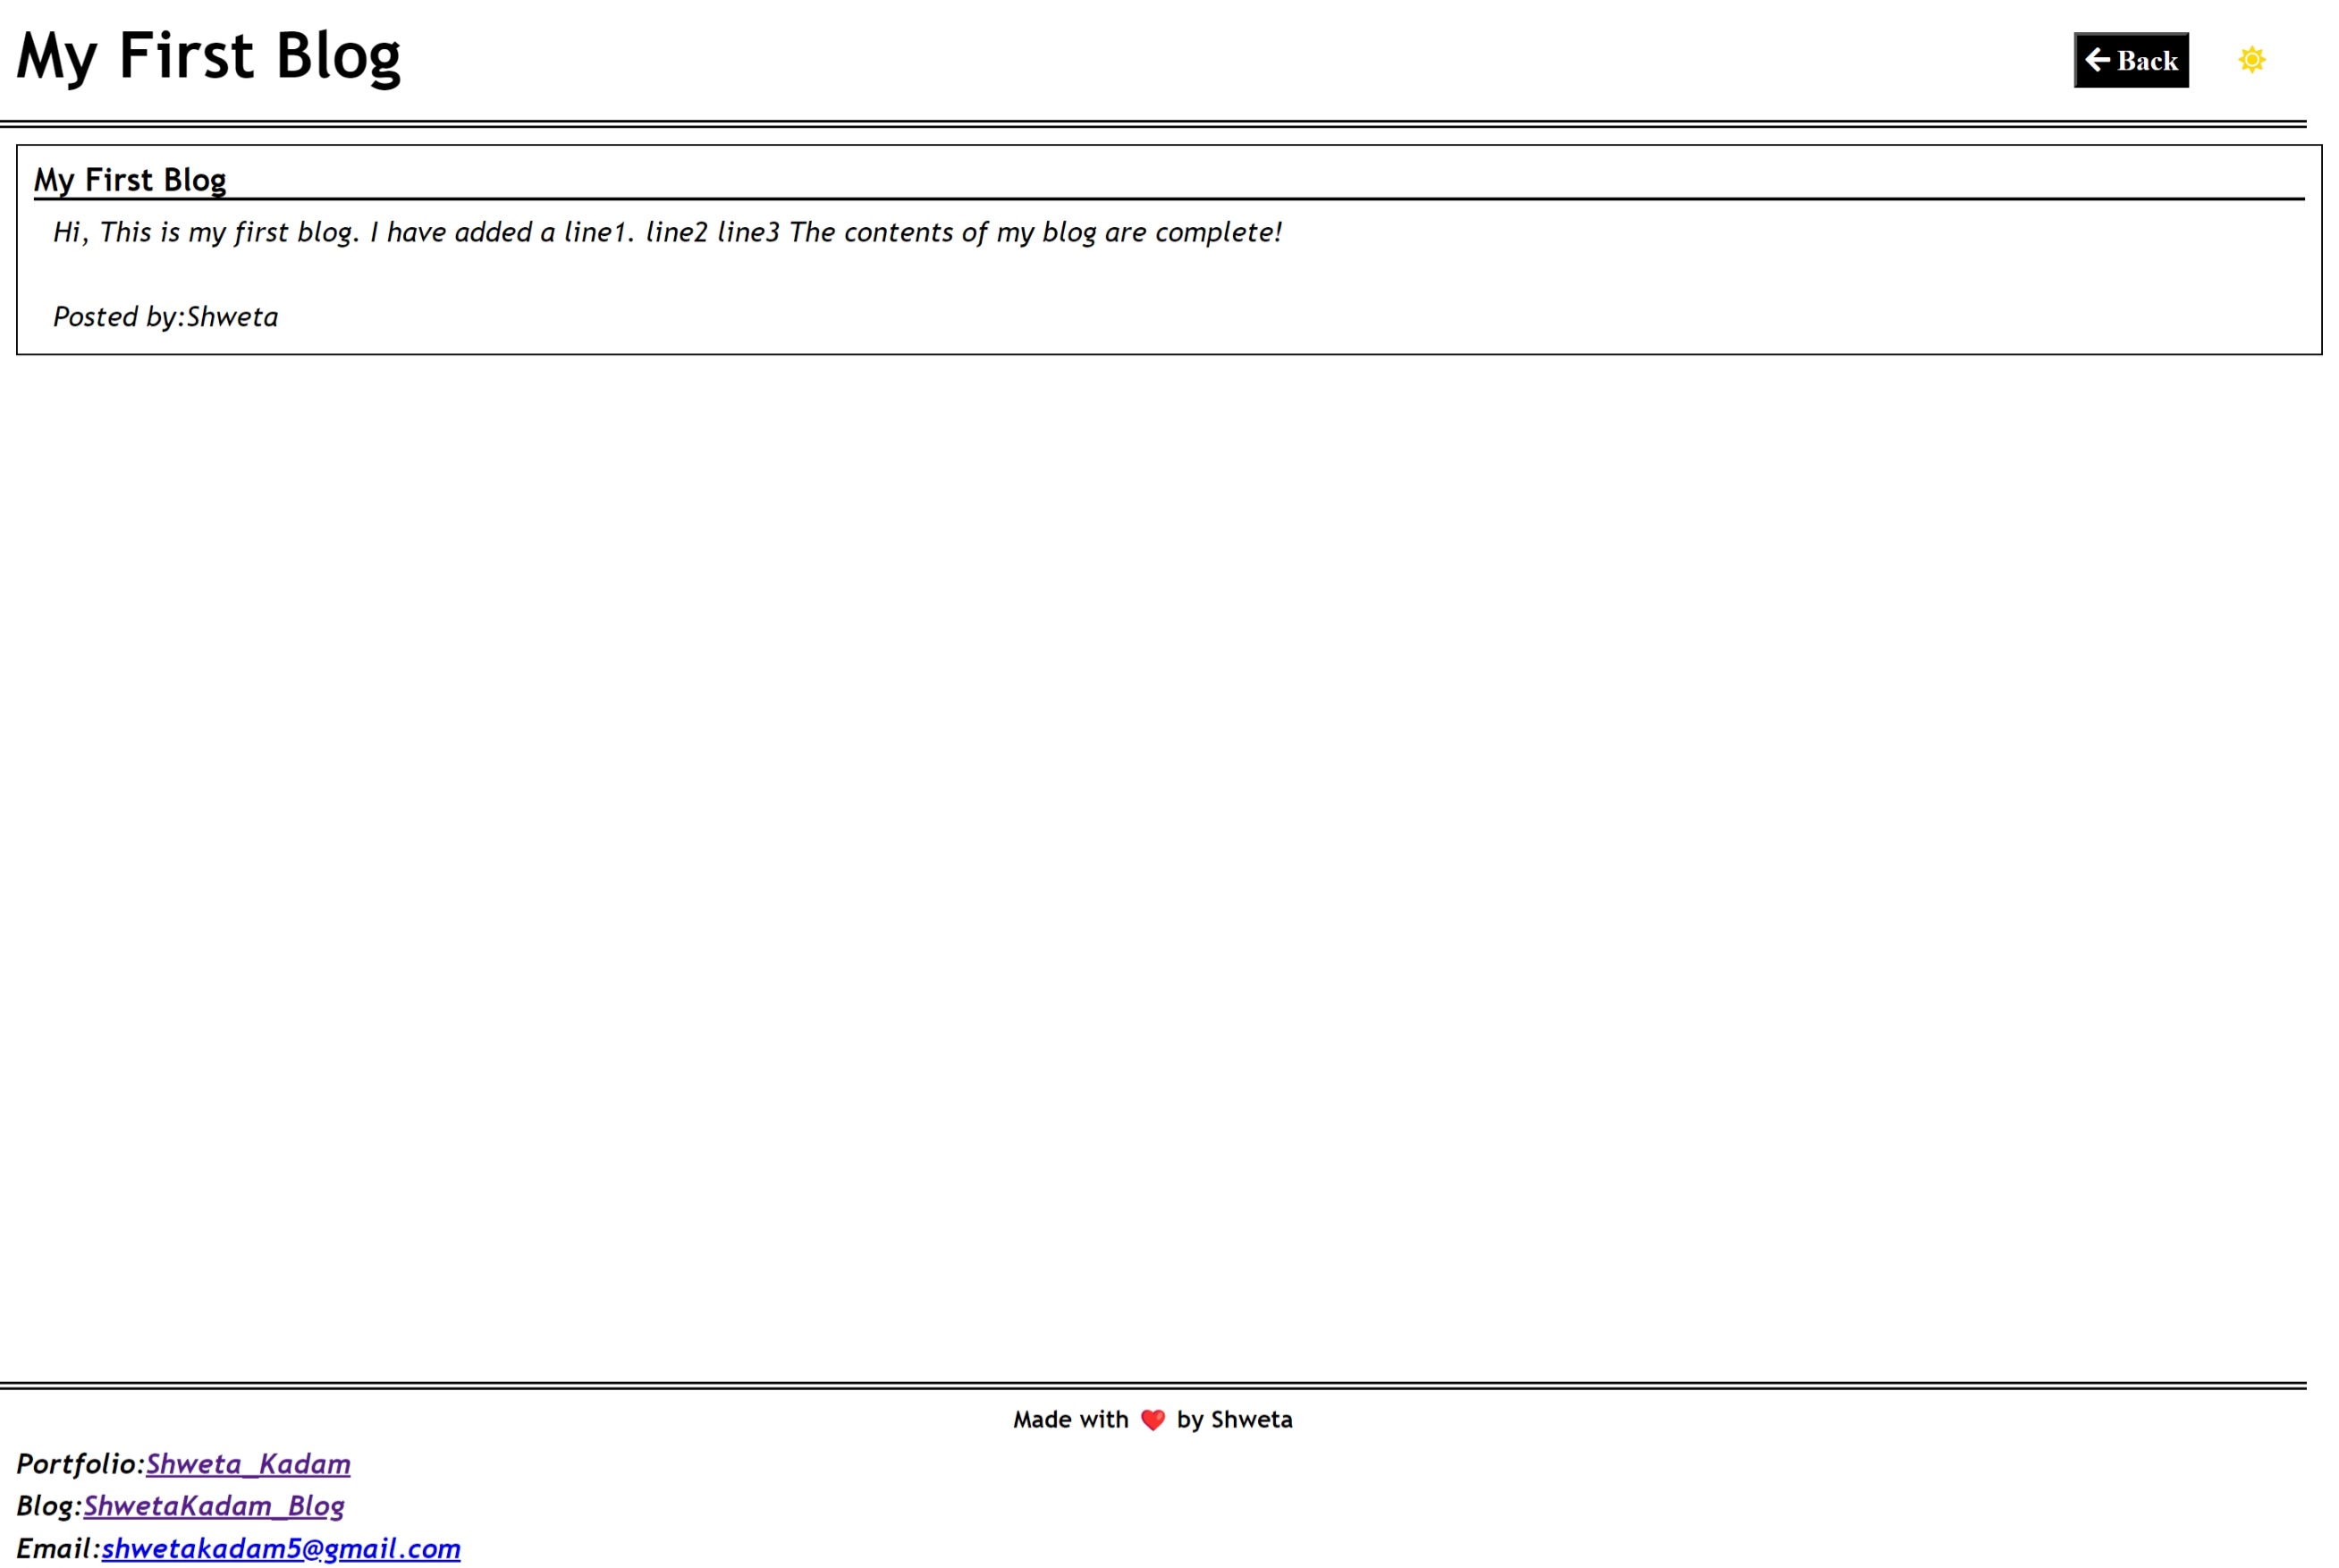 My First Blog
← Back
My First Blog
Hi, This is my first blog. I have added a line1. line2 line3 The contents of my blog are complete!
Posted by:Shweta
Made with ❤️ by Shweta
Portfolio:Shweta_Kadam
Blog:ShwetaKadam_Blog
Email:shwetakadam5@gmail.com